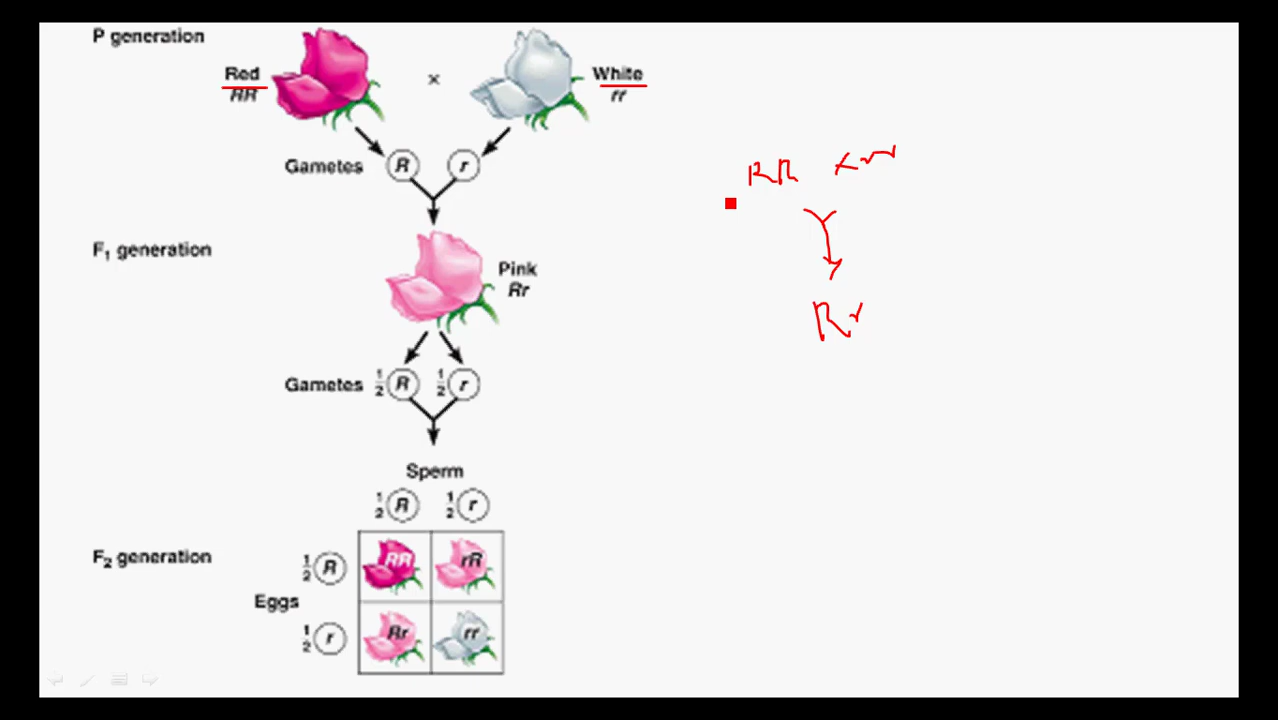 P generation
Red
RR
×
White
rr
Gametes R r
RR × rr
F1 generation
Pink
Rr
Rr
Gametes 1/2 R 1/2 r
Sperm
1/2 R 1/2 r
F2 generation
1/2 R
RR rR
Eggs
1/2 r
Rr rr